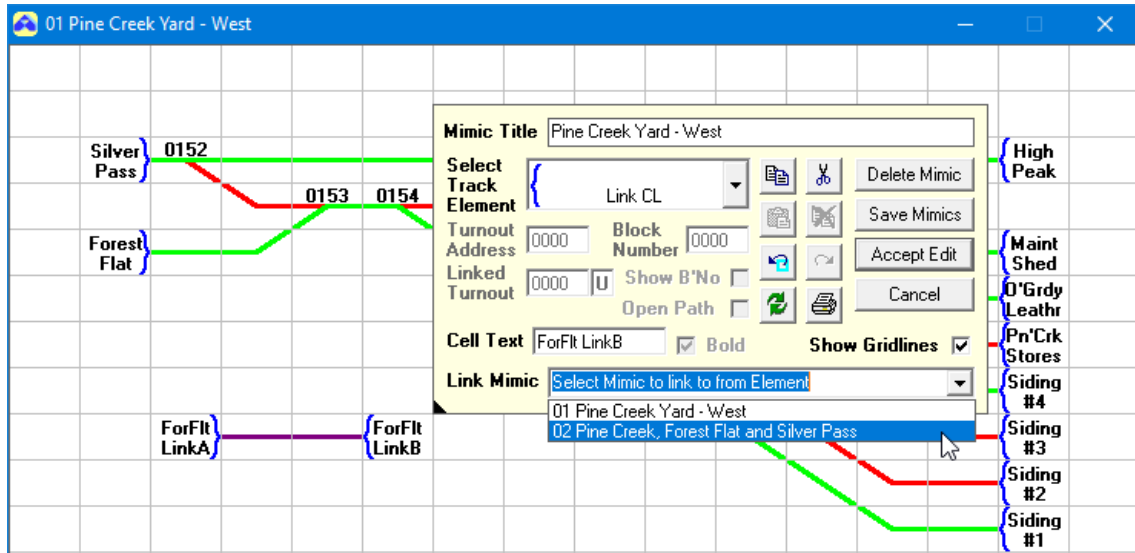 01 Pine Creek Yard - West
Mimic Title Pine Creek Yard - West
Silver
Pass
0152
0153
0154
Forest
Flat
Select
Track
Element
Link CL
Delete Mimic
Save Mimics
Accept Edit
Cancel
Turnout
Address
0000
Block
Number
0000
Linked
Turnout
0000
U
Show B'No
Open Path
Cell Text ForFlt LinkB
Bold
Show Gridlines
Link Mimic Select Mimic to link to from Element
01 Pine Creek Yard - West
02 Pine Creek, Forest Flat and Silver Pass
ForFlt
LinkA
ForFlt
LinkB
High
Peak
Maint
Shed
O'Grdy
Leathr
Pn'Crk
Stores
Siding
#4
Siding
#3
Siding
#2
Siding
#1